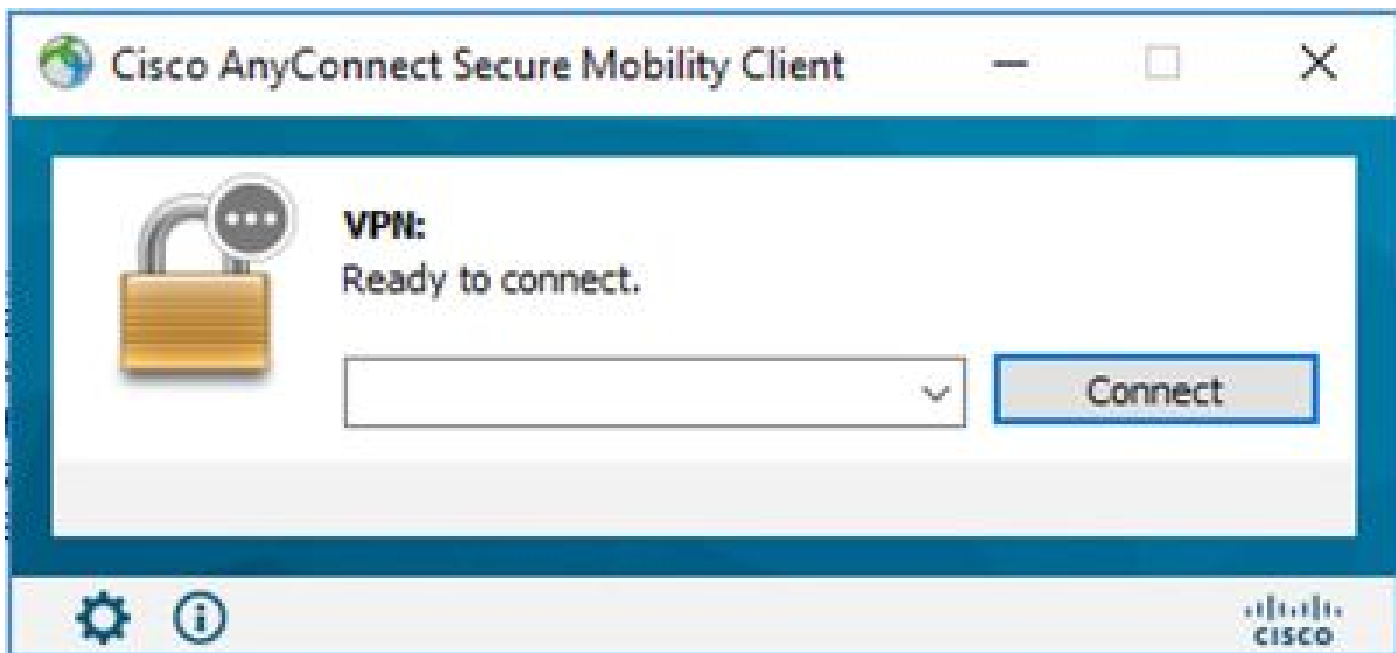 Cisco AnyConnect Secure Mobility Client
VPN:
Ready to connect.
Connect
CISCO